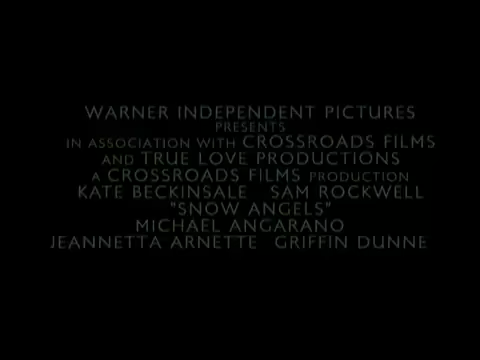 WARNER INDEPENDENT PICTURES
PRESENTS
IN ASSOCIATION WITH CROSSROADS FILMS
AND TRUE LOVE PRODUCTIONS
A CROSSROADS FILMS PRODUCTION
KATE BECKINSALE SAM ROCKWELL
"SNOW ANGELS"
MICHAEL ANGARANO
JEANNETTA ARNETTE GRIFFIN DUNNE